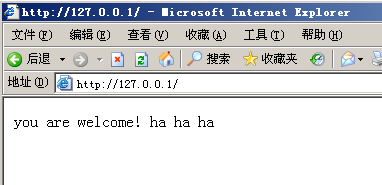 http://127.0.0.1/ - Microsoft Internet Explorer
文件(F) 编辑(E) 查看(V) 收藏(A) 工具(T) 帮助(H)
后退 搜索 收藏夹
地址(D) http://127.0.0.1/
you are welcome! ha ha ha